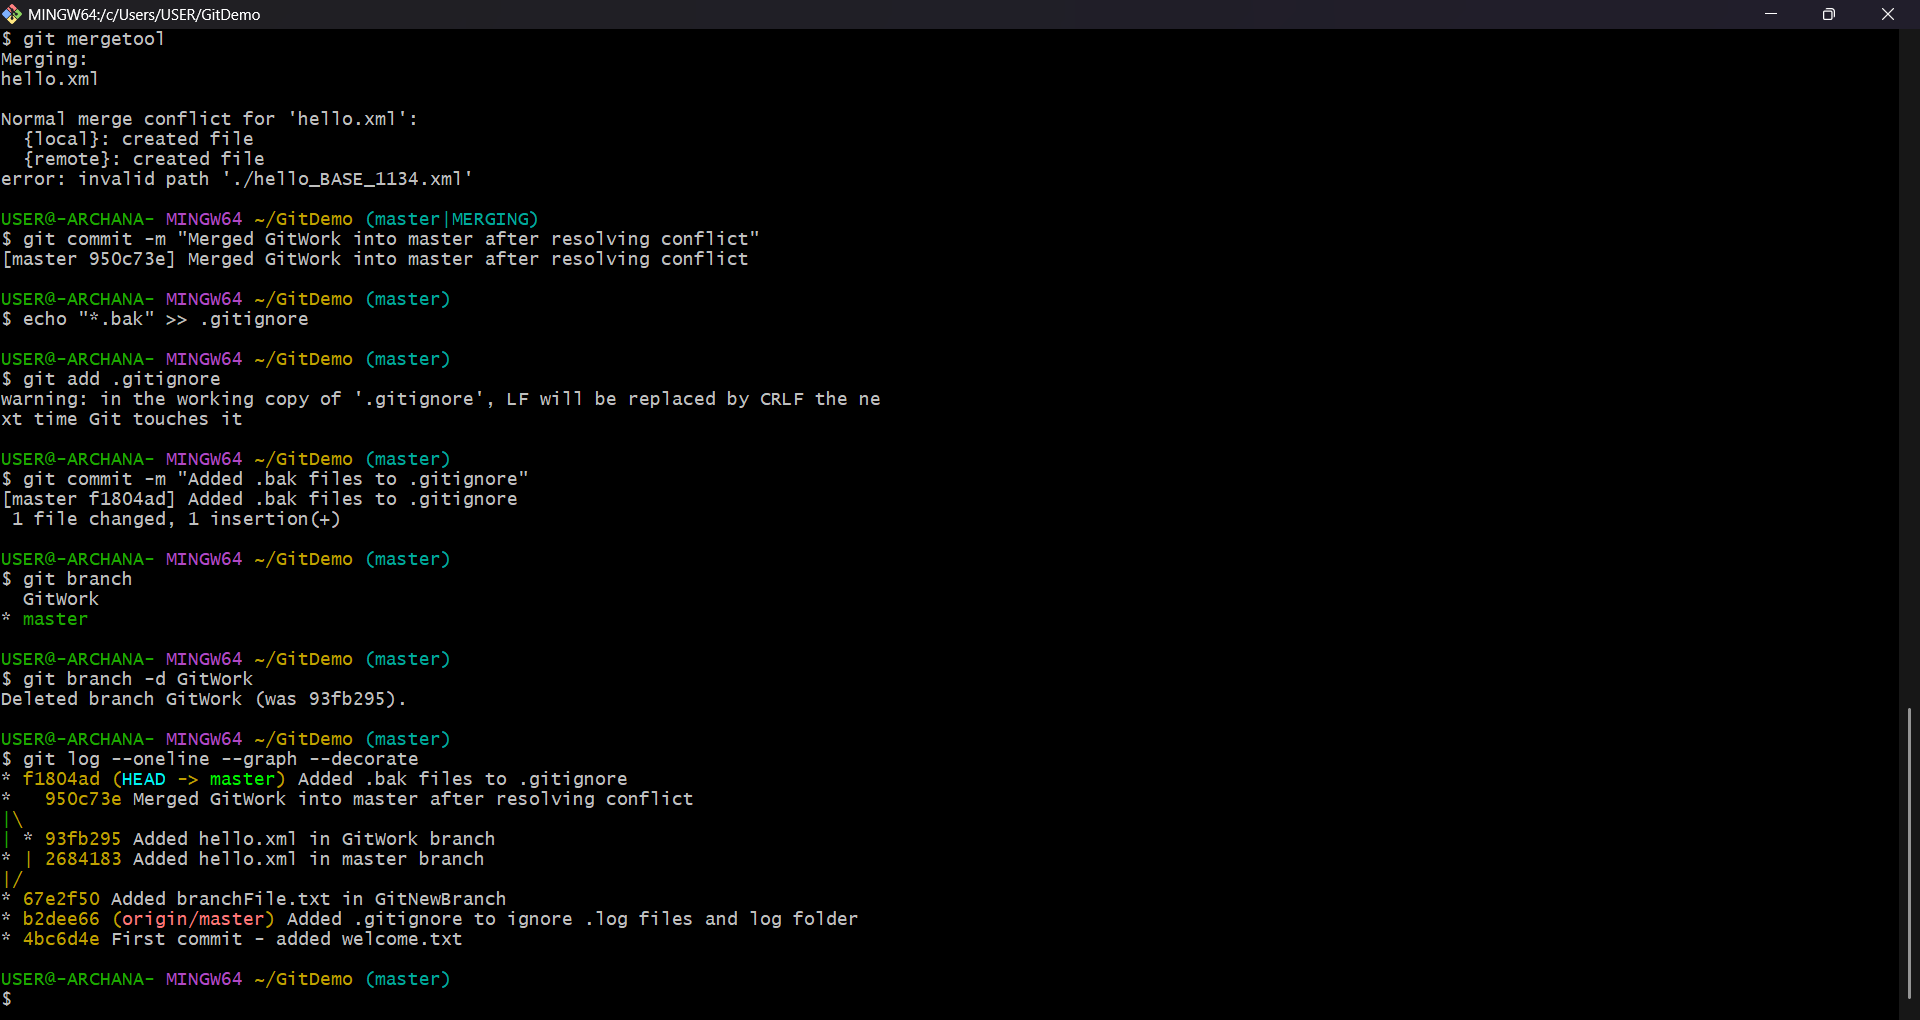 MINGW64:/c/Users/USER/GitDemo
$ git mergetool
Merging:
hello.xml
Normal merge conflict for 'hello.xml':
  {local}: created file
  {remote}: created file
error: invalid path './hello_BASE_1134.xml'
USER@-ARCHANA- MINGW64 ~/GitDemo (master|MERGING)
$ git commit -m "Merged GitWork into master after resolving conflict"
[master 950c73e] Merged GitWork into master after resolving conflict
USER@-ARCHANA- MINGW64 ~/GitDemo (master)
$ echo "*.bak" >> .gitignore
USER@-ARCHANA- MINGW64 ~/GitDemo (master)
$ git add .gitignore
warning: in the working copy of '.gitignore', LF will be replaced by CRLF the ne
xt time Git touches it
USER@-ARCHANA- MINGW64 ~/GitDemo (master)
$ git commit -m "Added .bak files to .gitignore"
[master f1804ad] Added .bak files to .gitignore
 1 file changed, 1 insertion(+)
USER@-ARCHANA- MINGW64 ~/GitDemo (master)
$ git branch
  GitWork
* master
USER@-ARCHANA- MINGW64 ~/GitDemo (master)
$ git branch -d GitWork
Deleted branch GitWork (was 93fb295).
USER@-ARCHANA- MINGW64 ~/GitDemo (master)
$ git log --oneline --graph --decorate
* f1804ad (HEAD -> master) Added .bak files to .gitignore
*   950c73e Merged GitWork into master after resolving conflict
|\
| * 93fb295 Added hello.xml in GitWork branch
* | 2684183 Added hello.xml in master branch
|/
* 67e2f50 Added branchFile.txt in GitNewBranch
* b2dee66 (origin/master) Added .gitignore to ignore .log files and log folder
* 4bc6d4e First commit - added welcome.txt
USER@-ARCHANA- MINGW64 ~/GitDemo (master)
$